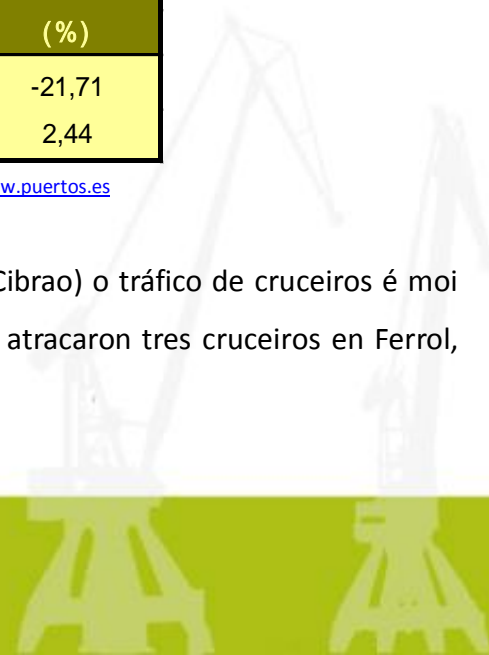 (%)
-21,71
2,44
w.puertos.es
Cibrao) o tráfico de cruceiros é moi
atracaron tres cruceiros en Ferrol,